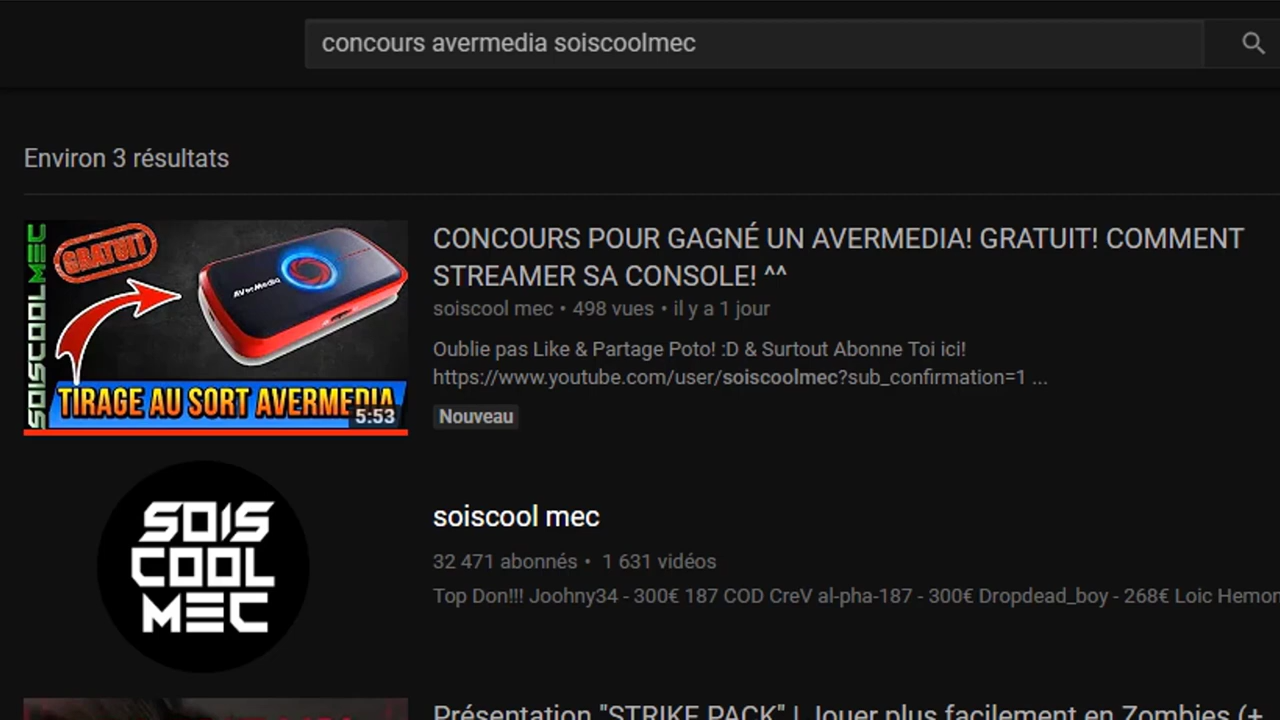 concours avermedia soiscoolmec
Environ 3 résultats
SOISCOOLMEC
GRATUIT
AVerMedia
TIRAGE AU SORT AVERMEDIA
5:53
CONCOURS POUR GAGNÉ UN AVERMEDIA! GRATUIT! COMMENT
STREAMER SA CONSOLE! ^^
soiscool mec • 498 vues • il y a 1 jour
Oublie pas Like & Partage Poto! :D & Surtout Abonne Toi ici!
https://www.youtube.com/user/soiscoolmec?sub_confirmation=1 ...
Nouveau
SOIS
COOL
MEC
soiscool mec
32 471 abonnés • 1 631 vidéos
Top Don!!! Joohny34 - 300€ 187 COD CreV al-pha-187 - 300€ Dropdead_boy - 268€ Loic Hemon
Présentation "STRIKE PACK" | Jouer plus facilement en Zombies (+